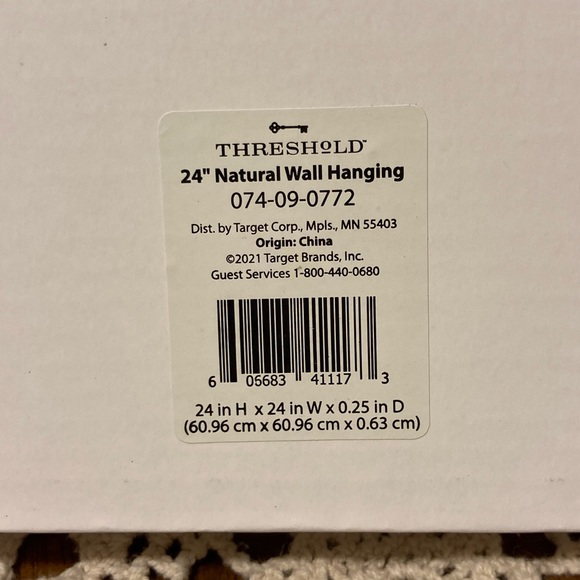 THRESHOLD™
24" Natural Wall Hanging
074-09-0772
Dist. by Target Corp., Mpls., MN 55403
Origin: China
©2021 Target Brands, Inc.
Guest Services 1-800-440-0680
6 05683 41117 3
24 in H x 24 in W x 0.25 in D
(60.96 cm x 60.96 cm x 0.63 cm)